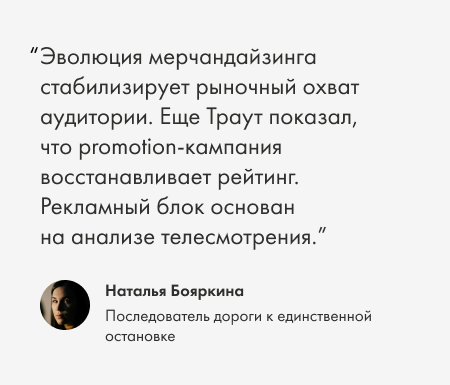 “Эволюция мерчандайзинга
стабилизирует рыночный охват
аудитории. Еще Траут показал,
что promotion-кампания
восстанавливает рейтинг.
Рекламный блок основан
на анализе телесмотрения.”
Наталья Бояркина
Последователь дороги к единственной
остановке